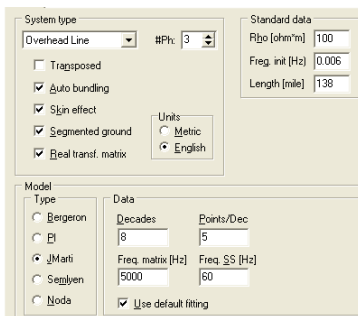 System type
Overhead Line #Ph: 3
Transposed
Auto bundling
Skin effect
Segmented ground
Real transf. matrix
Units
Metric
English
Standard data
Rho [ohm*m] 100
Freq. init [Hz] 0.006
Length [mile] 138
Model
Type
Bergeron
PI
JMarti
Semlyen
Noda
Data
Decades Points/Dec
8 5
Freq. matrix [Hz] Freq. SS [Hz]
5000 60
Use default fitting